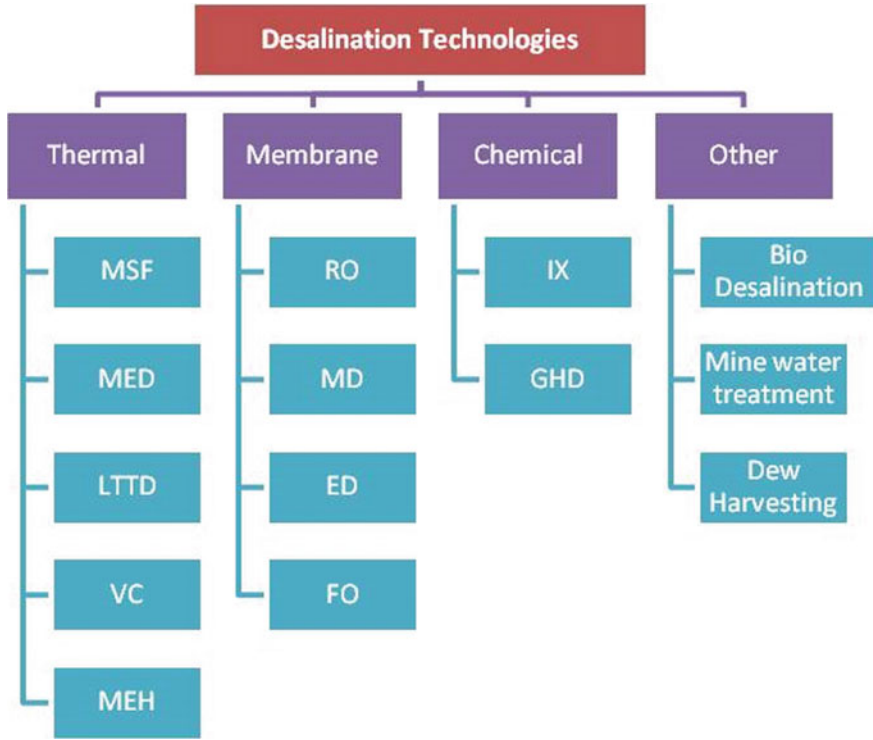 Desalination Technologies
Thermal
Membrane
Chemical
Other
MSF
MED
LTTD
VC
MEH
RO
MD
ED
FO
IX
GHD
Bio
Desalination
Mine water
treatment
Dew
Harvesting